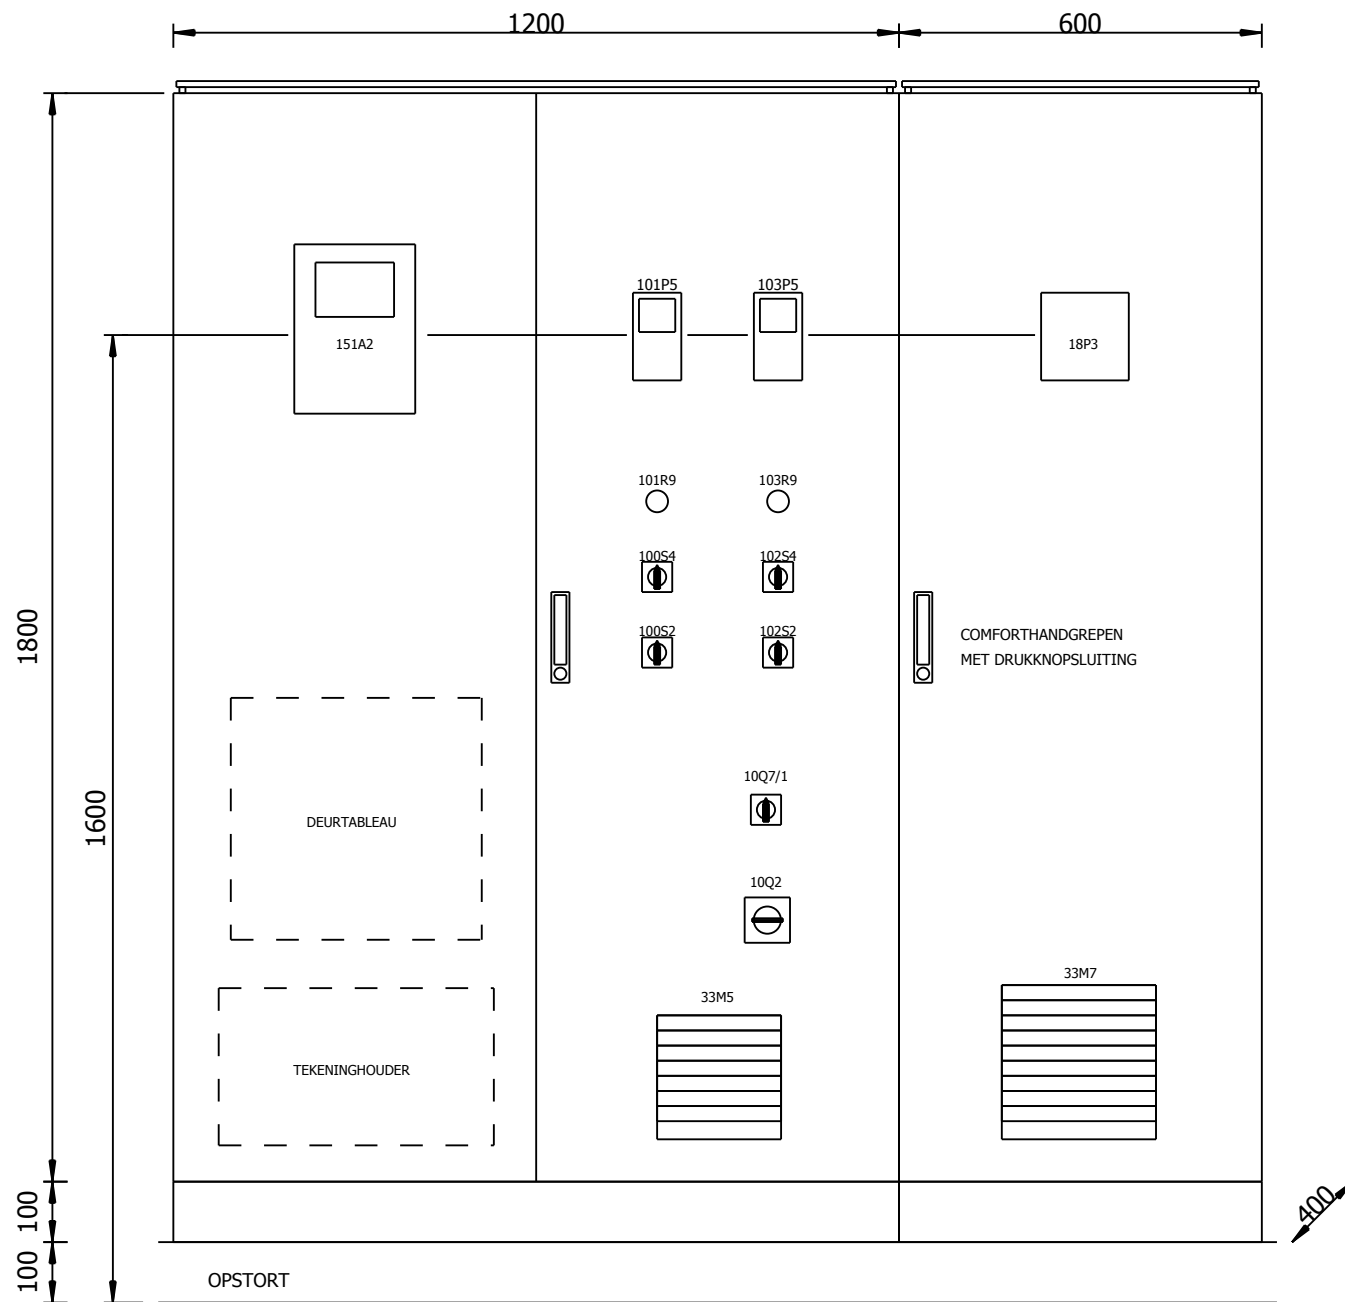 1200
600
101P5
103P5
151A2
18P3
101R9
103R9
100S4
102S4
100S2
102S2
COMFORTHANDGREPEN
MET DRUKKNOPSLUITING
1800
1600
10Q7/1
DEURTABLEAU
10Q2
33M7
33M5
TEKENINGHOUDER
100
400
100
OPSTORT